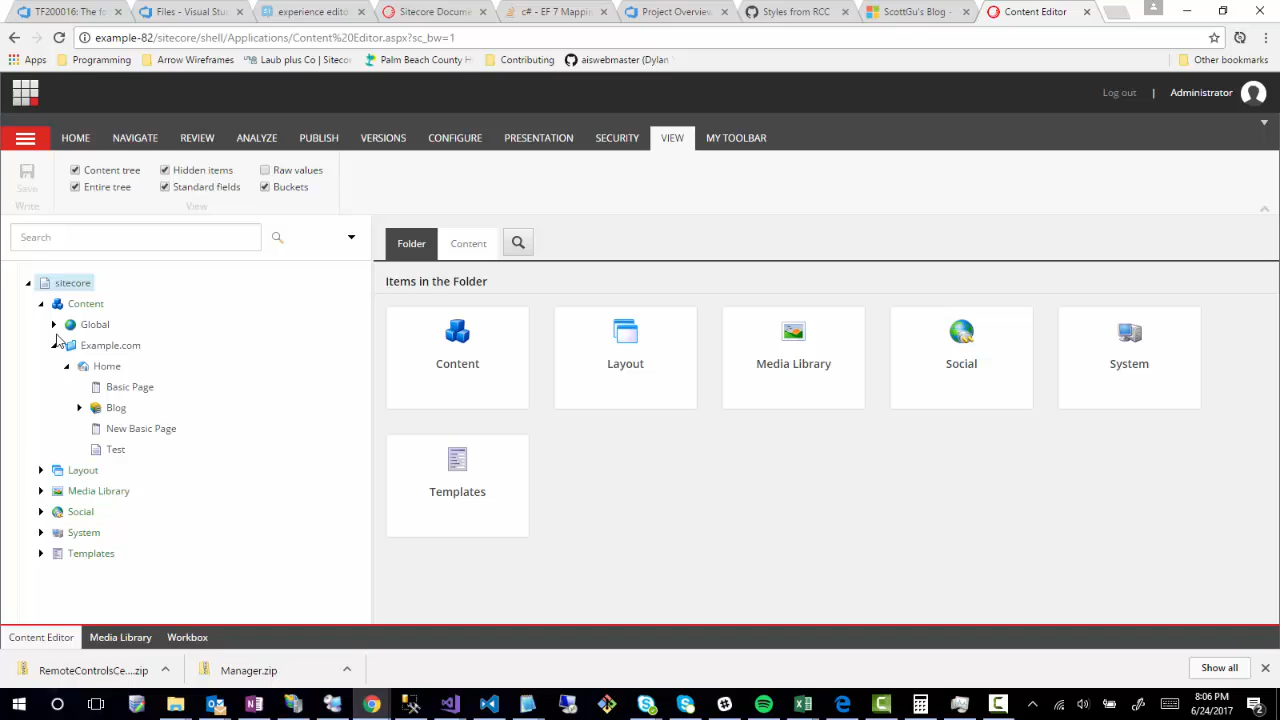 TF200016: The fo
Files - Visual Stu
experience edito
Sitecore Docume
c# - EF 7 Mappin
Project Overview
Styles from RCC
ScottGu's Blog -
Content Editor
example-82/sitecore/shell/Applications/Content%20Editor.aspx?sc_bw=1
Apps
Programming
Arrow Wireframes
Laub plus Co | Sitec
Palm Beach County H
Contributing
aiswebmaster (Dylan
Other bookmarks
Log out | Administrator
HOME NAVIGATE REVIEW ANALYZE PUBLISH VERSIONS CONFIGURE PRESENTATION SECURITY VIEW MY TOOLBAR
Save
Write
Content tree
Hidden items
Raw values
Entire tree
Standard fields
Buckets
View
Search
Folder
Content
sitecore
Content
Global
Example.com
Home
Basic Page
Blog
New Basic Page
Test
Layout
Media Library
Social
System
Templates
Items in the Folder
Content
Layout
Media Library
Social
System
Templates
Content Editor
Media Library
Workbox
RemoteControlsCe....zip
Manager.zip
Show all
8:06 PM
6/24/2017